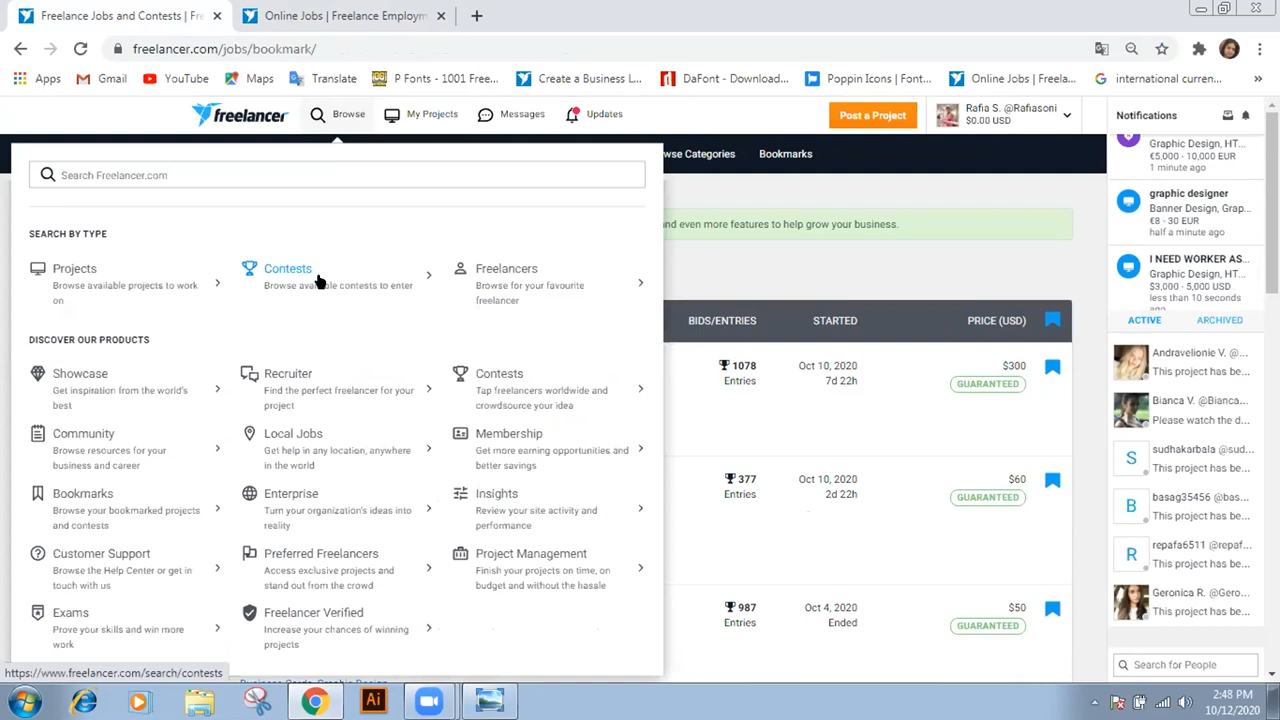 Freelance Jobs and Contests | Fre
Online Jobs | Freelance Employm
freelancer.com/jobs/bookmark/
Apps
Gmail
YouTube
Maps
Translate
P Fonts - 1001 Free...
Create a Business L...
DaFont - Download...
Poppin Icons | Font...
Online Jobs | Freela...
international curren...
freelancer
Browse
My Projects
Messages
Updates
Post a Project
Rafia S. @Rafiasoni
$0.00 USD
wse Categories
Bookmarks
Search Freelancer.com
SEARCH BY TYPE
Projects
Browse available projects to work
on
Contests
Browse available contests to enter
Freelancers
Browse for your favourite
freelancer
DISCOVER OUR PRODUCTS
Showcase
Get inspiration from the world's
best
Recruiter
Find the perfect freelancer for your
project
Contests
Tap freelancers worldwide and
crowdsource your idea
Community
Browse resources for your
business and career
Local Jobs
Get help in any location, anywhere
in the world
Membership
Get more earning opportunities and
better savings
Bookmarks
Browse your bookmarked projects
and contests
Enterprise
Turn your organization's ideas into
reality
Insights
Review your site activity and
performance
Customer Support
Browse the Help Center or get in
touch with us
Preferred Freelancers
Access exclusive projects and
stand out from the crowd
Project Management
Finish your projects on time, on
budget and without the hassle
Exams
Prove your skills and win more
work
Freelancer Verified
Increase your chances of winning
projects
and even more features to help grow your business.
BIDS/ENTRIES
STARTED
PRICE (USD)
1078
Entries
Oct 10, 2020
7d 22h
$300
GUARANTEED
377
Entries
Oct 10, 2020
2d 22h
$60
GUARANTEED
987
Entries
Oct 4, 2020
Ended
$50
GUARANTEED
Notifications
Graphic Design, HT...
€5,000 - 10,000 EUR
1 minute ago
graphic designer
Banner Design, Grap...
€8 - 30 EUR
half a minute ago
I NEED WORKER AS...
Graphic Design, HT...
$3,000 - 5,000 USD
less than 10 seconds
ACTIVE
ARCHIVED
Andravelionie V. @...
This project has be...
Bianca V. @Bianca...
Please watch the d...
S
sudhakarbala @sud...
This project has be...
B
basag35456 @bas...
This project has be...
R
repafa6511 @repaf...
This project has be...
Geronica R. @Gero...
This project has be...
Search for People
https://www.freelancer.com/search/contests
Ai
2:48 PM
10/12/2020